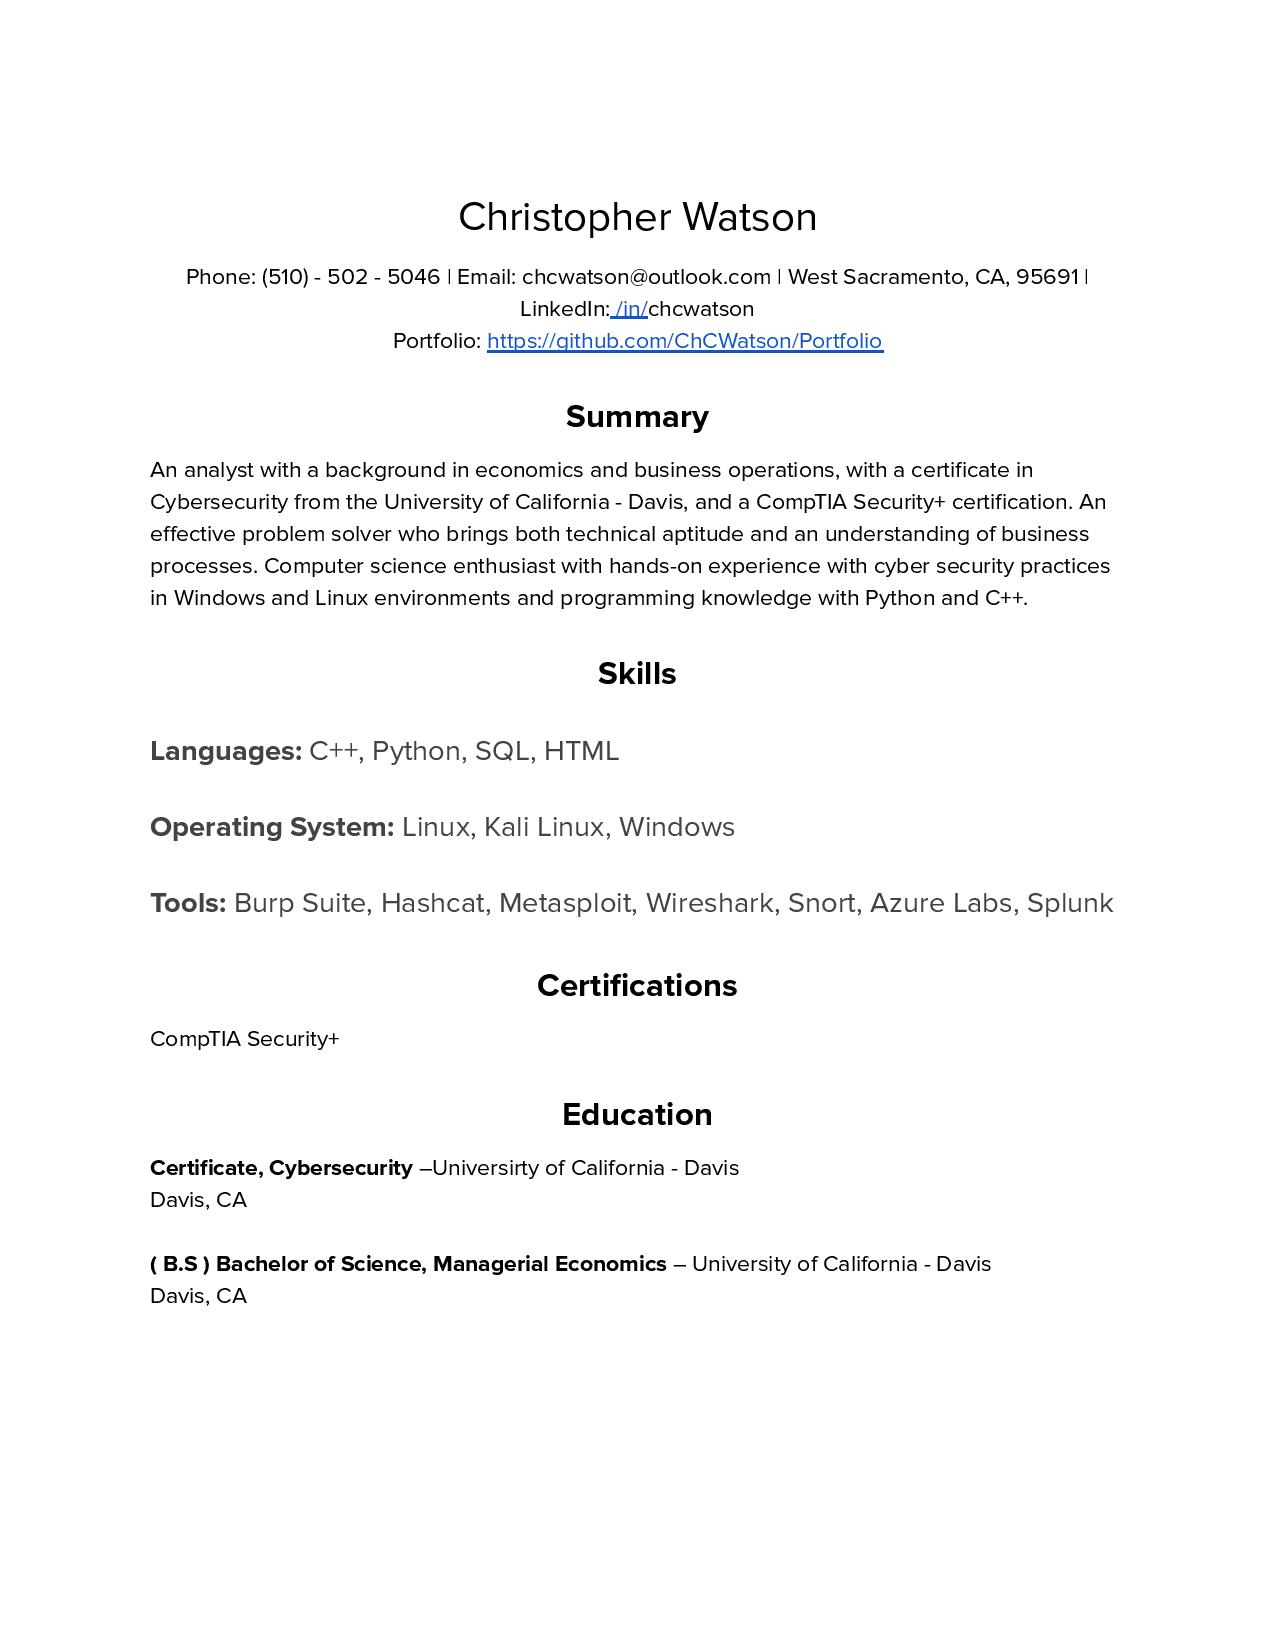 Christopher Watson
Phone: (510) - 502 - 5046 | Email: chcwatson@outlook.com | West Sacramento, CA, 95691 |
LinkedIn: /in/chcwatson
Portfolio: https://github.com/ChCWatson/Portfolio
Summary
An analyst with a background in economics and business operations, with a certificate in
Cybersecurity from the University of California - Davis, and a CompTIA Security+ certification. An
effective problem solver who brings both technical aptitude and an understanding of business
processes. Computer science enthusiast with hands-on experience with cyber security practices
in Windows and Linux environments and programming knowledge with Python and C++.
Skills
Languages: C++, Python, SQL, HTML
Operating System: Linux, Kali Linux, Windows
Tools: Burp Suite, Hashcat, Metasploit, Wireshark, Snort, Azure Labs, Splunk
Certifications
CompTIA Security+
Education
Certificate, Cybersecurity –Universirty of California - Davis
Davis, CA
( B.S ) Bachelor of Science, Managerial Economics – University of California - Davis
Davis, CA